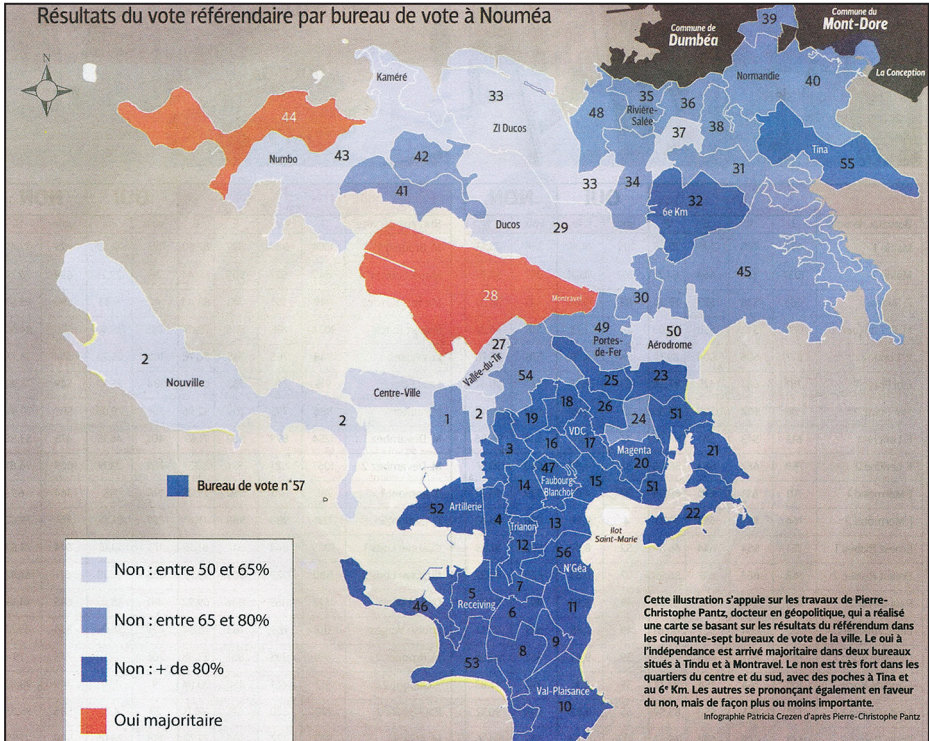 Résultats du vote référendaire par bureau de vote à Nouméa
39
Commune du
Mont-Dore
Commune de
Dumbéa
La Conception
N
Kaméré
33
Normandie
40
35
36
48
Rivière-
Salée
44
ZI Ducos
37
38
Numbo
43
42
Tina
55
31
41
33
34
32
6e Km
Ducos
29
45
28
Montravel
30
49
Portes-
de-Fer
50
Aérodrome
27
Vallée-du-Tir
2
Nouville
54
25
23
Centre-Ville
18
26
2
1
2
19
24
51
VDC
3
16
17
Magenta
21
20
47
Faubourg
Blanchot
15
51
Bureau de vote n°57
14
52
Artillerie
4
22
Trianon
13
Ilot
Saint-Marie
12
56
N'Géa
7
5
Receving
46
6
11
8
9
53
Val-Plaisance
10
Non : entre 50 et 65%
Non : entre 65 et 80%
Non : + de 80%
Oui majoritaire
Cette illustration s'appuie sur les travaux de Pierre-
Christophe Pantz, docteur en géopolitique, qui a réalisé
une carte se basant sur les résultats du référendum dans
les cinquante-sept bureaux de vote de la ville. Le oui à
l'indépendance est arrivé majoritaire dans deux bureaux
situés à Tindu et à Montravel. Le non est très fort dans les
quartiers du centre et du sud, avec des poches à Tina et
au 6e Km. Les autres se prononçant également en faveur
du non, mais de façon plus ou moins importante.
Infographie Patricia Crezen d'après Pierre-Christophe Pantz